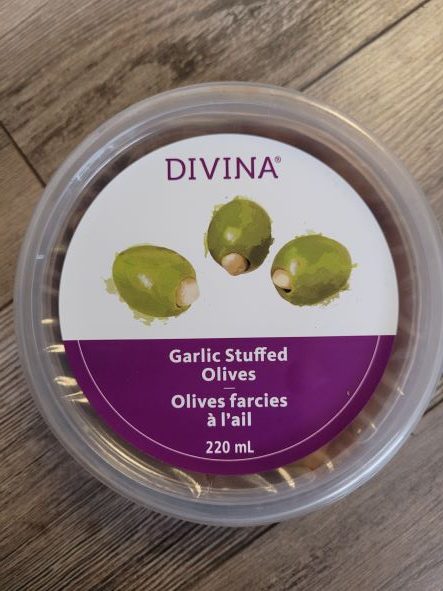 DIVINA®
Garlic Stuffed
Olives
Olives farcies
à l'ail
220 mL